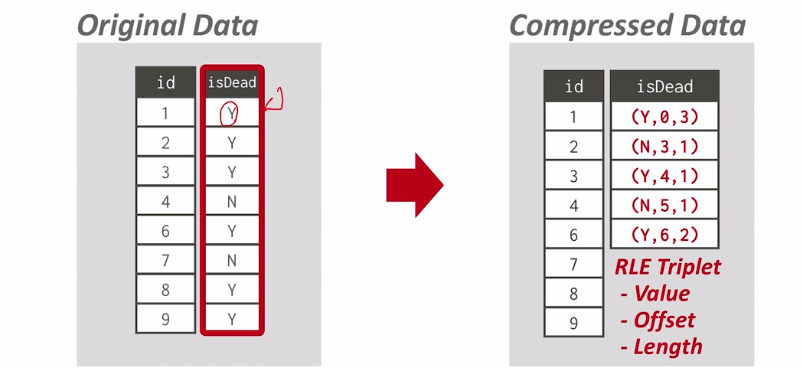 Original Data
id isDead
1 Y
2 Y
3 Y
4 N
6 Y
7 N
8 Y
9 Y
Compressed Data
id isDead
1 (Y,0,3)
2 (N,3,1)
3 (Y,4,1)
4 (N,5,1)
6 (Y,6,2)
7
8
9
RLE Triplet
- Value
- Offset
- Length